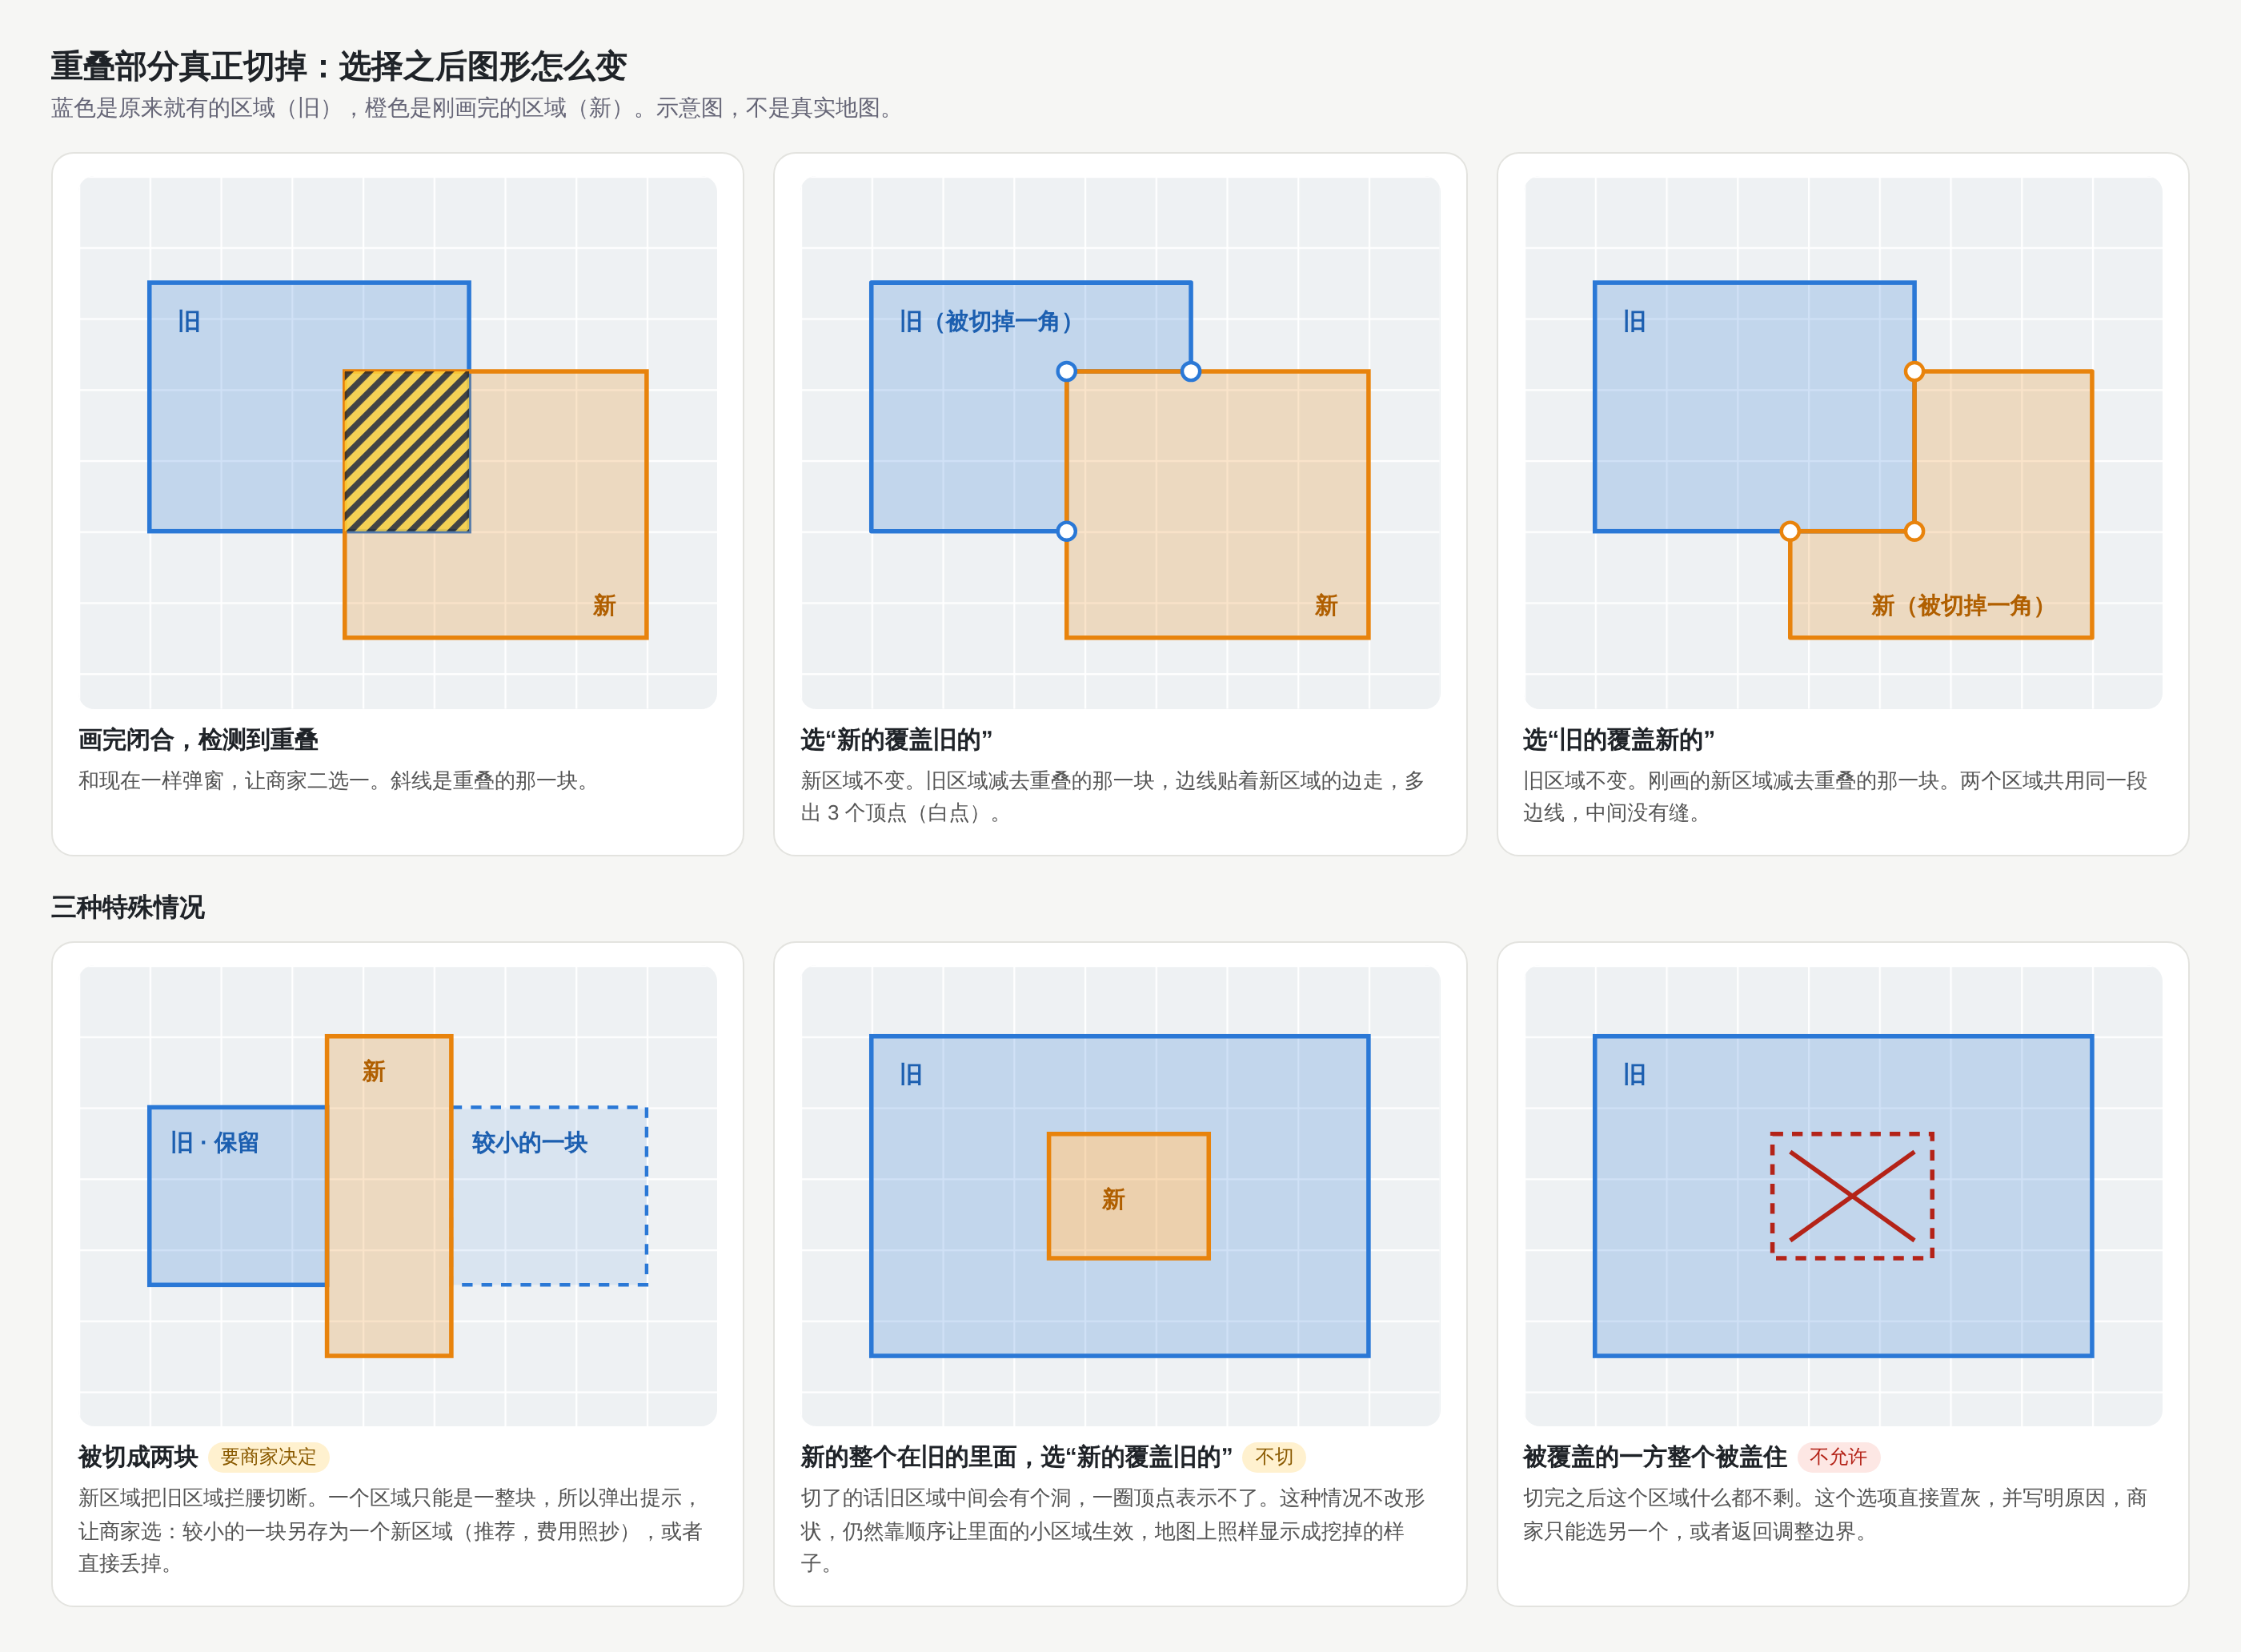 重叠部分真正切掉：选择之后图形怎么变
蓝色是原来就有的区域（旧），橙色是刚画完的区域（新）。示意图，不是真实地图。
旧
新
画完闭合，检测到重叠
和现在一样弹窗，让商家二选一。斜线是重叠的那一块。
旧（被切掉一角）
新
选“新的覆盖旧的”
新区域不变。旧区域减去重叠的那一块，边线贴着新区域的边走，多
出 3 个顶点（白点）。
旧
新（被切掉一角）
选“旧的覆盖新的”
旧区域不变。刚画的新区域减去重叠的那一块。两个区域共用同一段
边线，中间没有缝。
三种特殊情况
新
旧 · 保留
较小的一块
被切成两块 要商家决定
新区域把旧区域拦腰切断。一个区域只能是一整块，所以弹出提示，
让商家选：较小的一块另存为一个新区域（推荐，费用照抄），或者
直接丢掉。
旧
新
新的整个在旧的里面，选“新的覆盖旧的” 不切
切了的话旧区域中间会有个洞，一圈顶点表示不了。这种情况不改形
状，仍然靠顺序让里面的小区域生效，地图上照样显示成挖掉的样
子。
旧
被覆盖的一方整个被盖住 不允许
切完之后这个区域什么都不剩。这个选项直接置灰，并写明原因，商
家只能选另一个，或者返回调整边界。